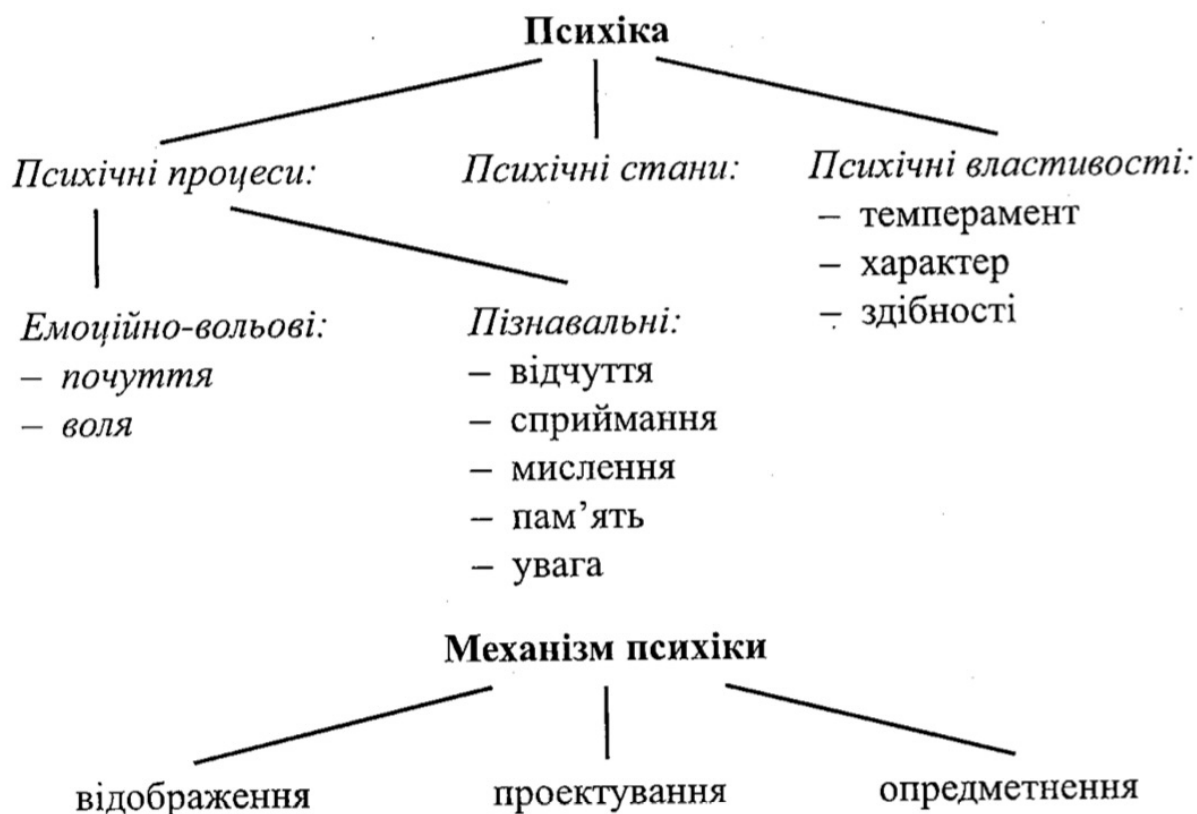 Психіка
Психічні процеси:
Психічні стани:
Психічні властивості:
– темперамент
– характер
– здібності
Емоційно-вольові:
– почуття
– воля
Пізнавальні:
– відчуття
– сприймання
– мислення
– пам’ять
– увага
Механізм психіки
відображення
проектування
опредметнення